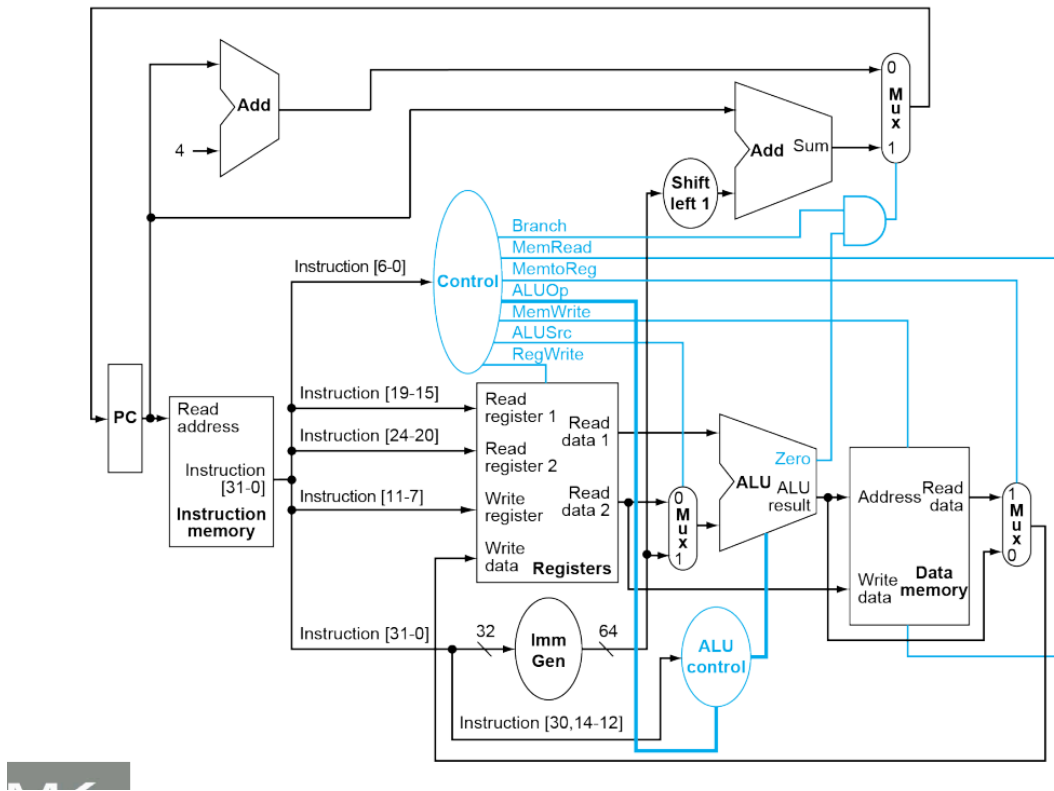 0
Mux
1
Add
4
Add Sum
Shift
left 1
Branch
MemRead
MemtoReg
ALUOp
MemWrite
ALUSrc
RegWrite
Instruction [6-0]
Control
PC
Read
address
Instruction
[31-0]
Instruction
memory
Instruction [19-15]
Instruction [24-20]
Instruction [11-7]
Instruction [31-0]
Read
register 1
Read
register 2
Write
register
Write
data
Read
data 1
Read
data 2
Registers
0
Mux
1
Zero
ALU
ALU
result
Address
Read
data
Write
data
Data
memory
1
Mux
0
32
Imm
Gen
64
ALU
control
Instruction [30,14-12]